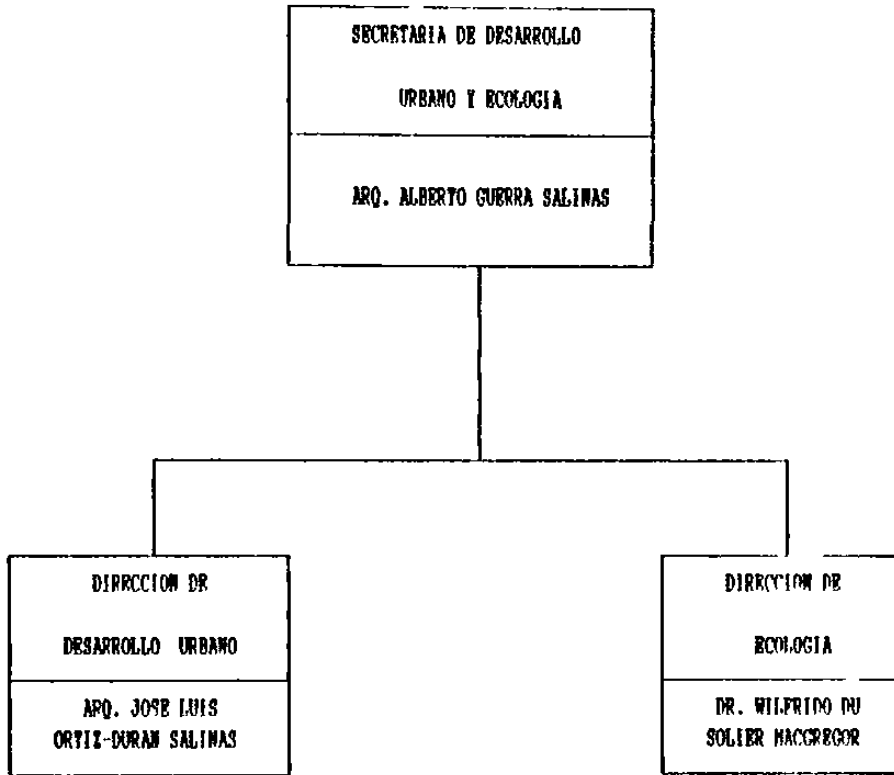 SECRETARIA DE DESARROLLO
URBANO Y ECOLOGIA
ARQ. ALBERTO GUERRA SALINAS
DIRECCION DE
DESARROLLO URBANO
ARQ. JOSE LUIS
ORTIZ-DURAN SALINAS
DIRECCION DE
ECOLOGIA
DR. WILFRIDO DU
SOLIER MACGREGOR